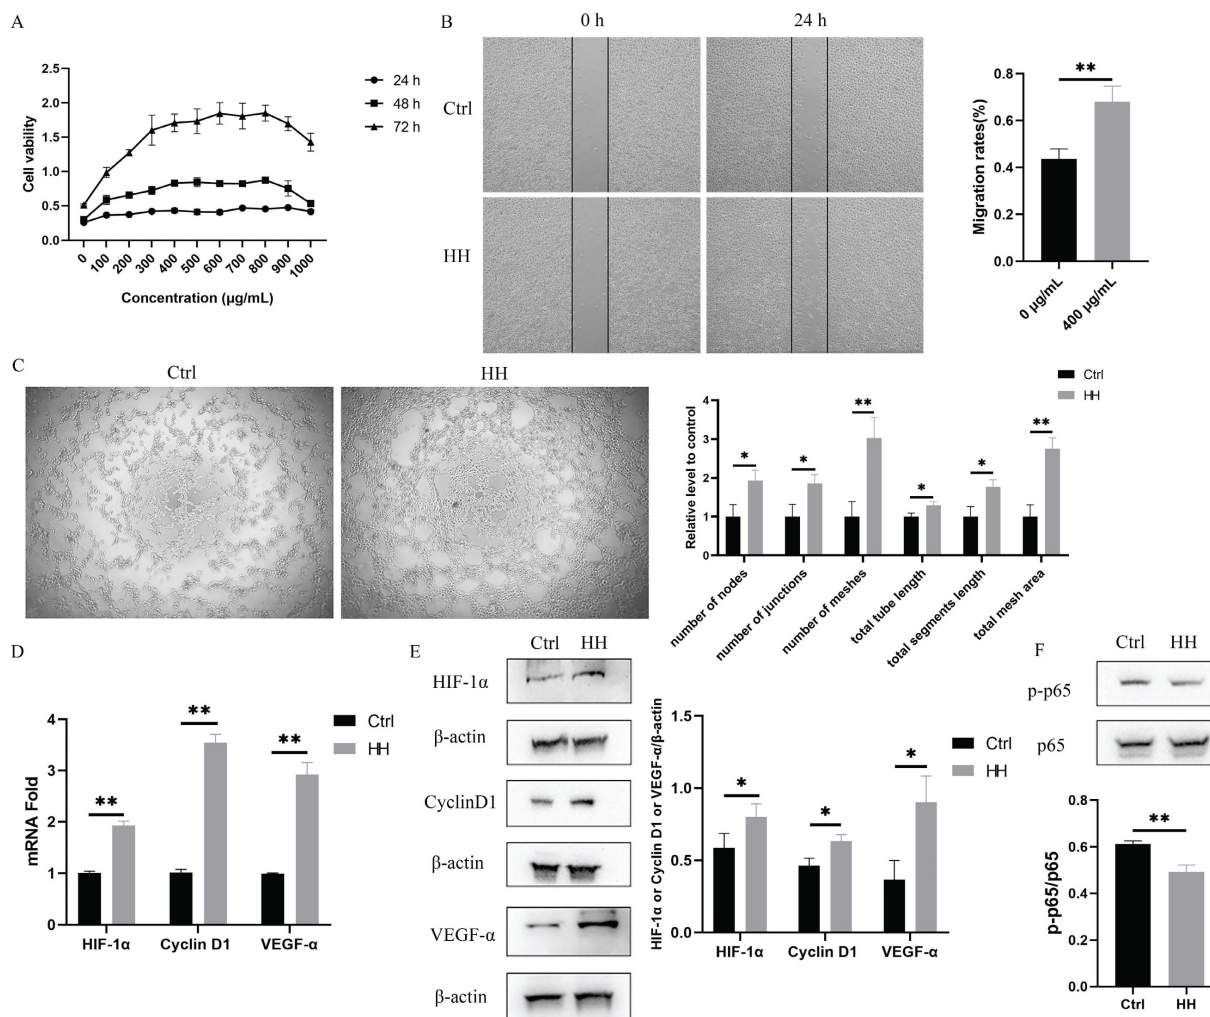 A
Cell vability
2.5
2.0
1.5
1.0
0.5
0.0
0
100
200
300
400
500
600
700
800
900
1000
Concentration (μg/mL)
24 h
48 h
72 h
B
0 h
24 h
Ctrl
HH
Migration rates(%)
0.8
0.6
0.4
0.2
0.0
**
0 μg/mL
400 μg/mL
C
Ctrl
HH
Relative level to control
4
3
2
1
0
*
*
**
*
*
**
Ctrl
HH
number of nodes
number of junctions
number of meshes
total tube length
total segments length
total mesh area
D
mRNA Fold
4
3
2
1
0
**
**
**
Ctrl
HH
HIF-1α
Cyclin D1
VEGF-α
E
Ctrl HH
HIF-1α
β-actin
CyclinD1
β-actin
VEGF-α
β-actin
HIF-1α or Cyclin D1 or VEGF-α/β-actin
1.5
1.0
0.5
0.0
*
*
*
Ctrl
HH
HIF-1α
Cyclin D1
VEGF-α
F
Ctrl HH
p-p65
p65
p-p65/p65
0.8
0.6
0.4
0.2
0.0
**
Ctrl
HH